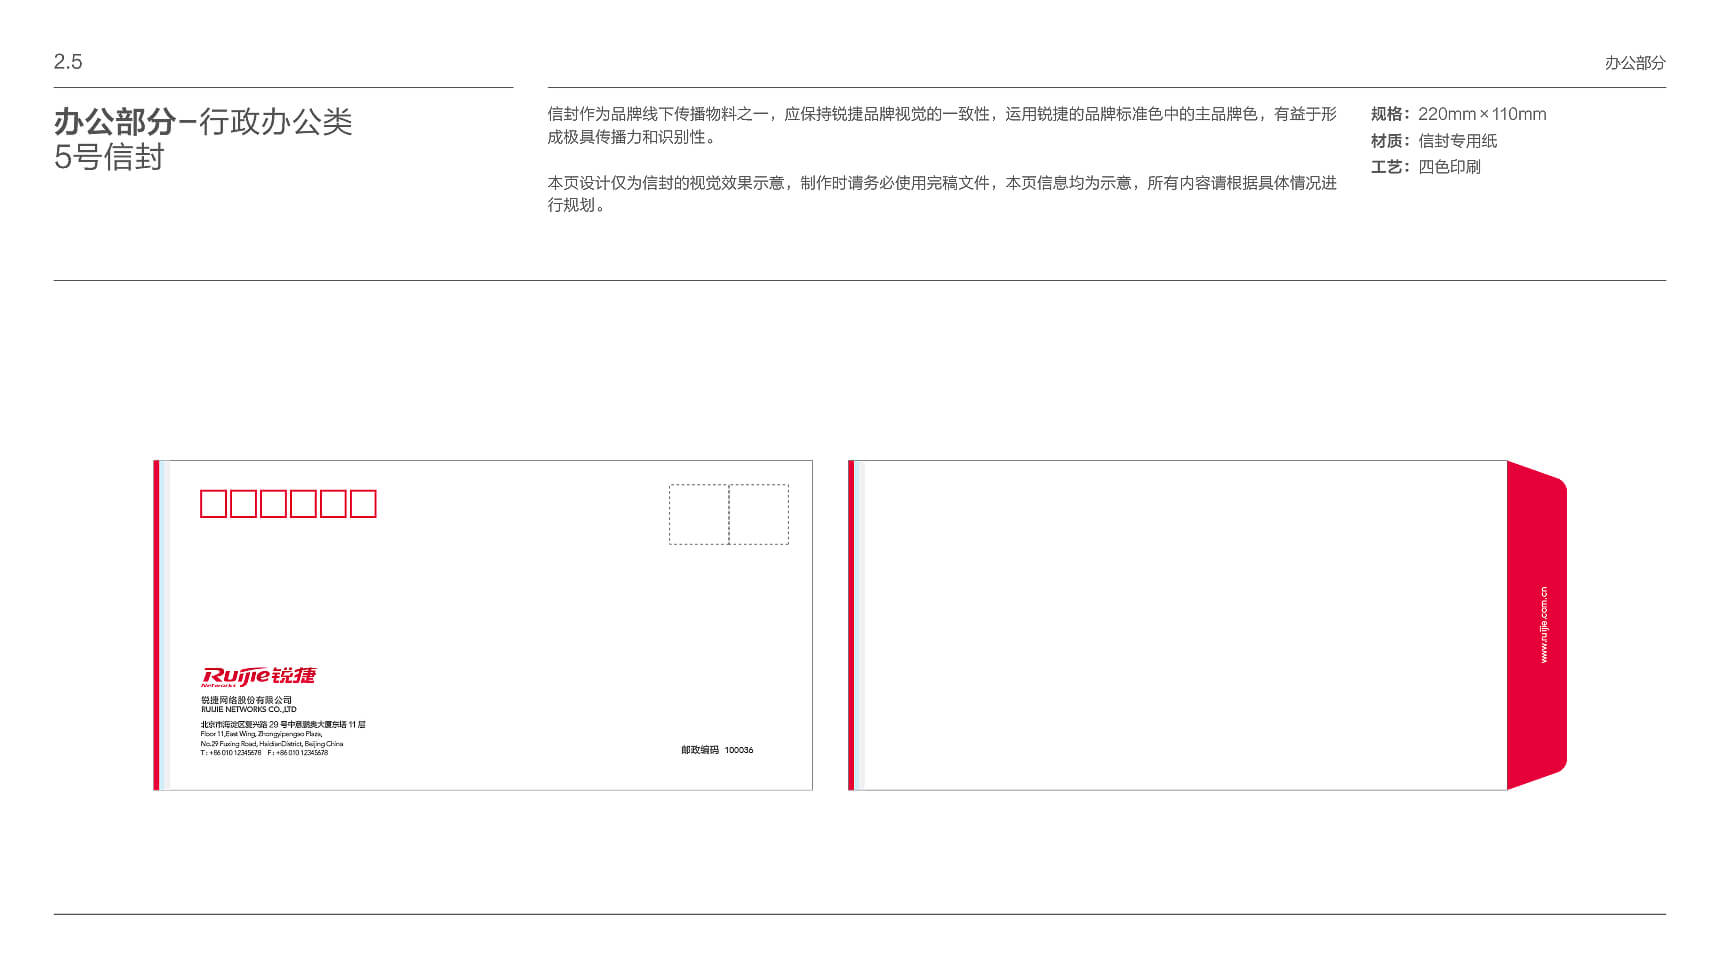 2.5
办公部分
办公部分–行政办公类
5号信封
信封作为品牌线下传播物料之一，应保持锐捷品牌视觉的一致性，运用锐捷的品牌标准色中的主品牌色，有益于形
成极具传播力和识别性。
本页设计仅为信封的视觉效果示意，制作时请务必使用完稿文件，本页信息均为示意，所有内容请根据具体情况进
行规划。
规格：220mm×110mm
材质：信封专用纸
工艺：四色印刷
Ruijie锐捷
Networks
锐捷网络股份有限公司
RUIJIE NETWORKS CO.,LTD
北京市海淀区复兴路 29 号中意鹏奥大厦东塔 11 层
Floor 11,East Wing, Zhongyipengao Plaza,
No.29 Fuxing Road, HaidianDistrict, Beijing China
T : +86 010 12345678 F : +86 010 12345678
邮政编码 100036
www.ruijie.com.cn